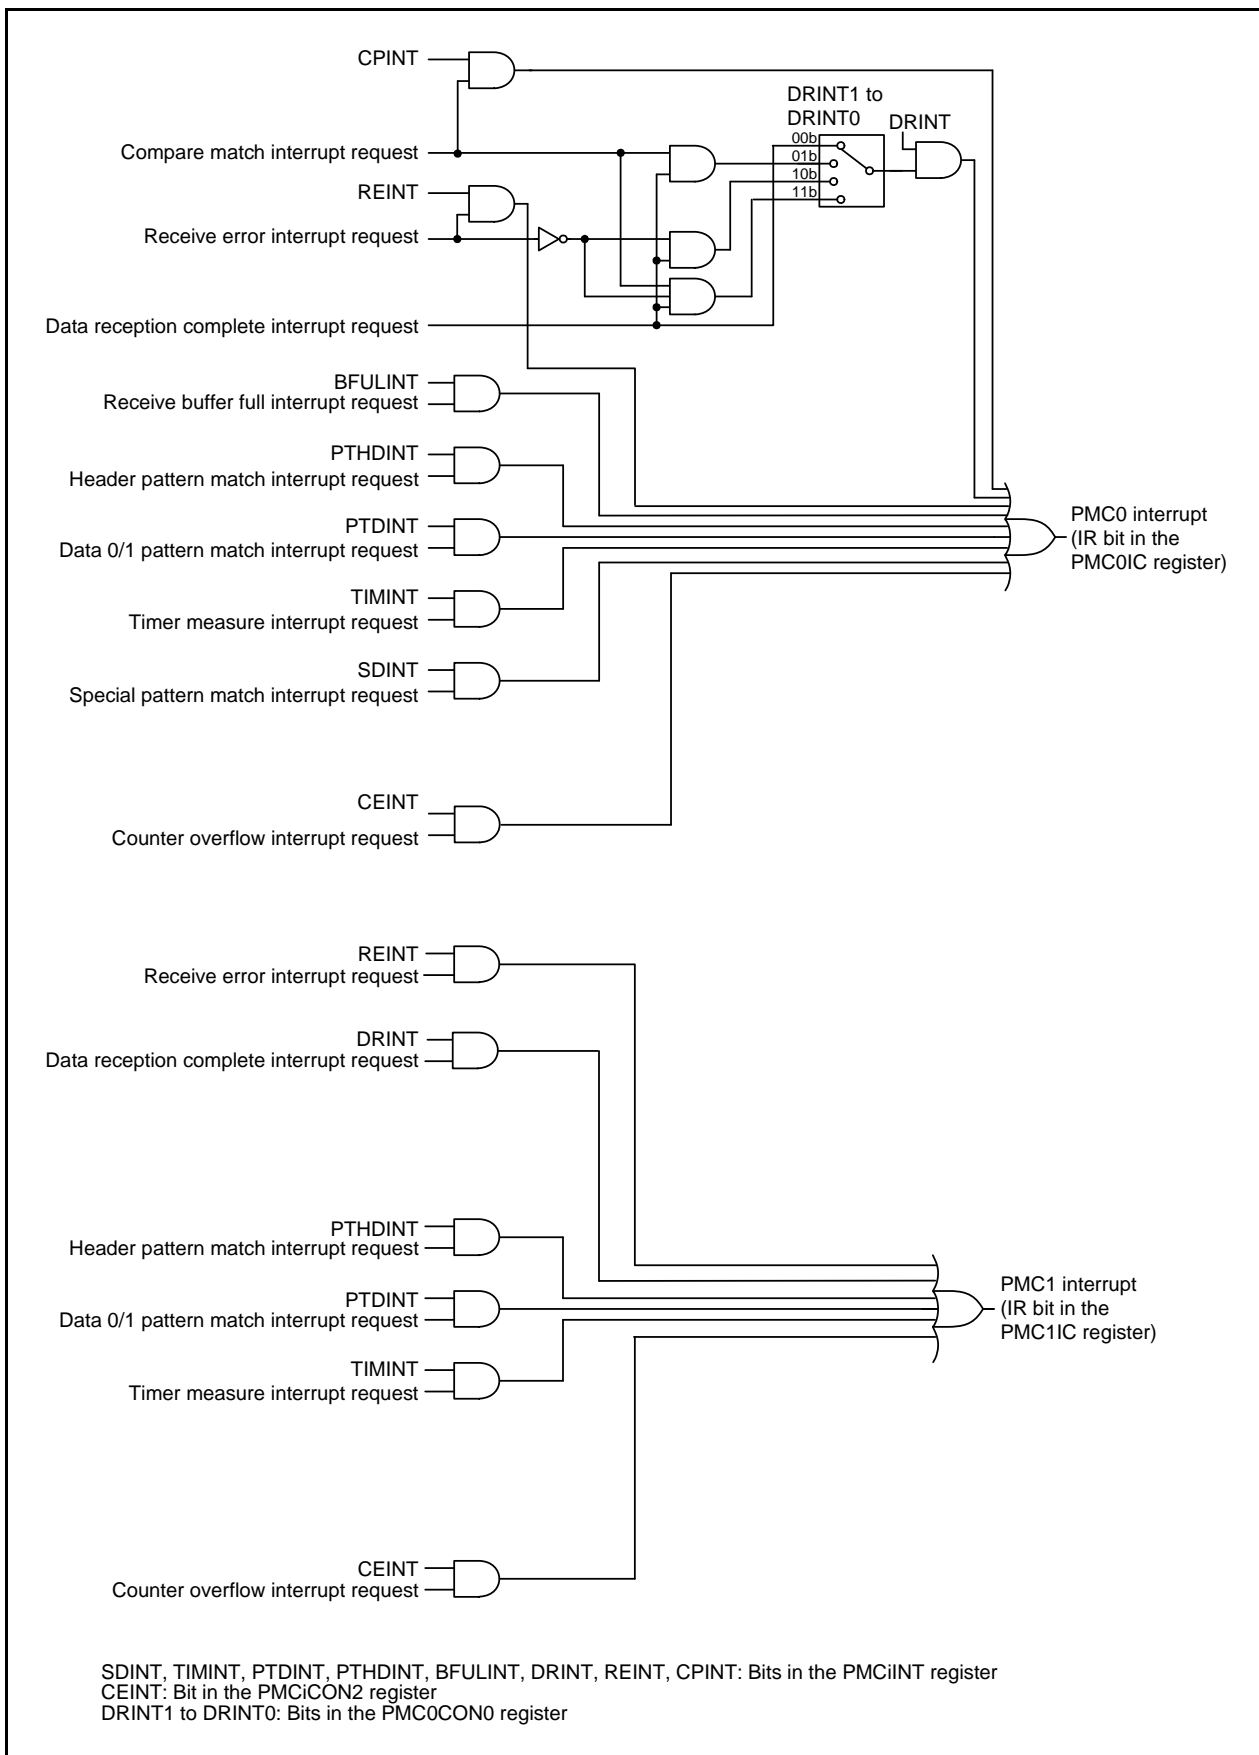 CPINT
DRINT1 to
DRINT0
DRINT
00b
Compare match interrupt request
01b
10b
REINT
11b
Receive error interrupt request
Data reception complete interrupt request
BFULINT
Receive buffer full interrupt request
PTHDINT
Header pattern match interrupt request
PTDINT
Data 0/1 pattern match interrupt request
PMC0 interrupt
(IR bit in the
PMC0IC register)
TIMINT
Timer measure interrupt request
SDINT
Special pattern match interrupt request
CEINT
Counter overflow interrupt request
REINT
Receive error interrupt request
DRINT
Data reception complete interrupt request
PTHDINT
Header pattern match interrupt request
PTDINT
Data 0/1 pattern match interrupt request
PMC1 interrupt
(IR bit in the
PMC1IC register)
TIMINT
Timer measure interrupt request
CEINT
Counter overflow interrupt request
SDINT, TIMINT, PTDINT, PTHDINT, BFULINT, DRINT, REINT, CPINT: Bits in the PMCiINT register
CEINT: Bit in the PMCiCON2 register
DRINT1 to DRINT0: Bits in the PMC0CON0 register